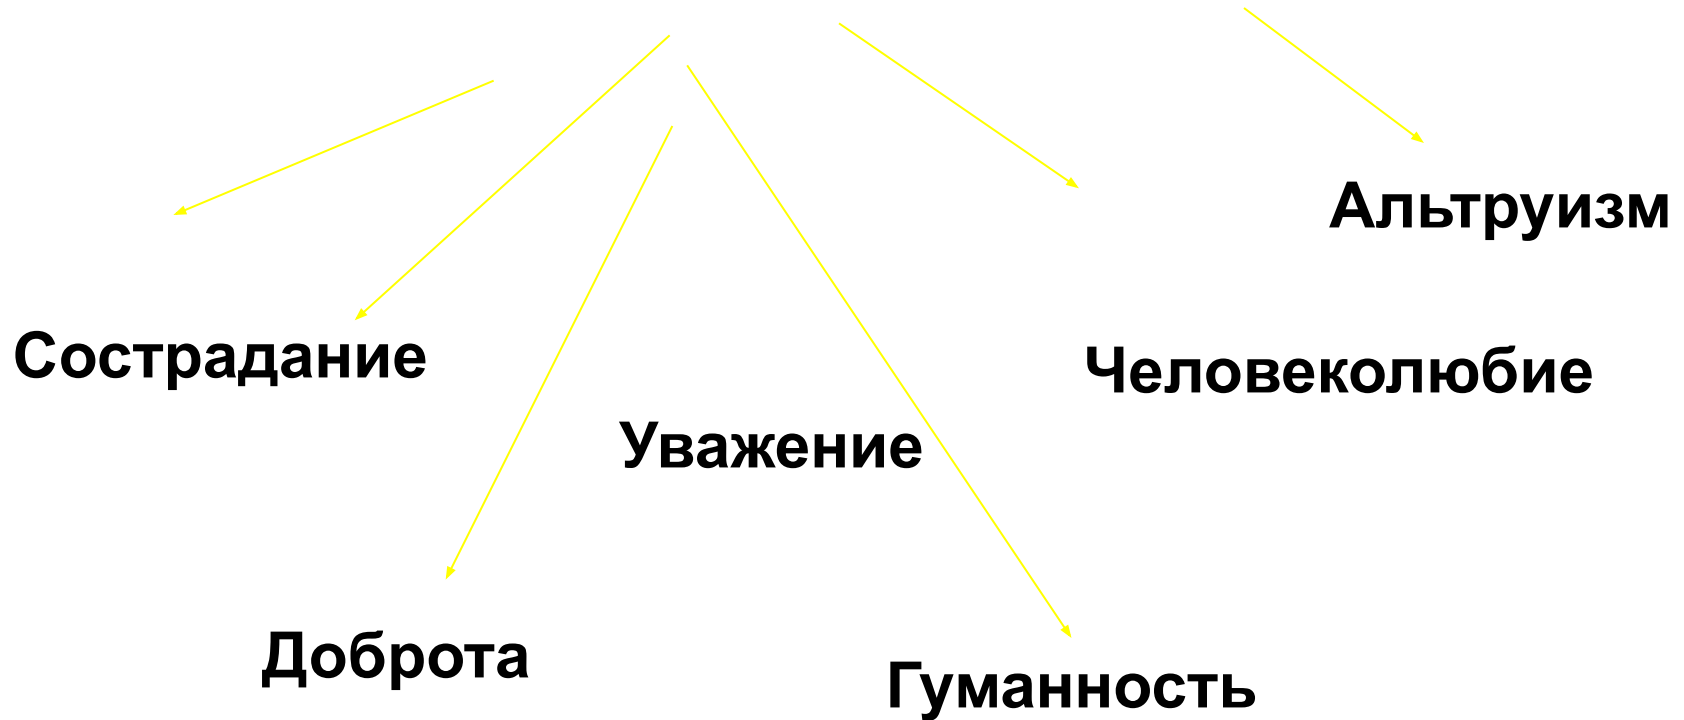 Альтруизм
Сострадание
Человеколюбие
Уважение
Доброта
Гуманность